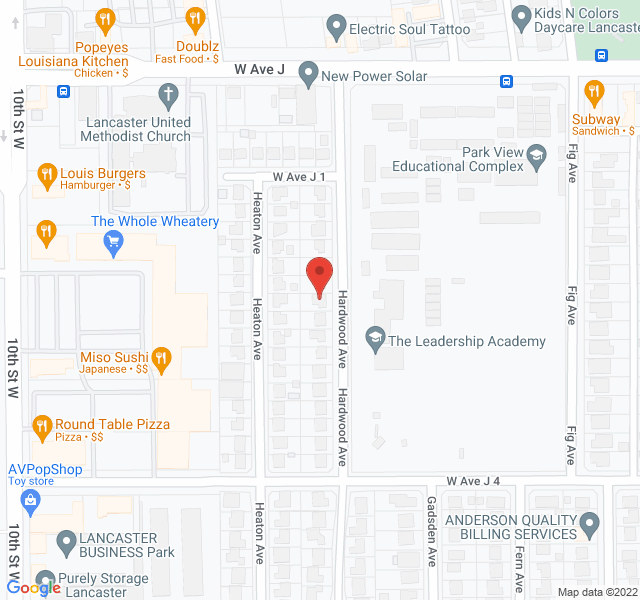 Popeyes
Louisiana Kitchen
Chicken • $
Doublz
Fast Food • $
Electric Soul Tattoo
Kids N Colors
Daycare Lancaster
W Ave J
New Power Solar
10th St W
Lancaster United
Methodist Church
Subway
Sandwich • $
Park View
Educational Complex
Fig Ave
Louis Burgers
Hamburger • $
W Ave J 1
Heaton Ave
The Whole Wheatery
Heaton Ave
Hardwood Ave
Fig Ave
10th St W
The Leadership Academy
Miso Sushi
Japanese • $$
Hardwood Ave
Round Table Pizza
Pizza • $$
Fig Ave
AVPopShop
Toy store
W Ave J 4
Heaton Ave
Gadsden Ave
Fern Ave
10th St W
ANDERSON QUALITY
BILLING SERVICES
LANCASTER
BUSINESS Park
Purely Storage
Lancaster
Google
Map data ©2022